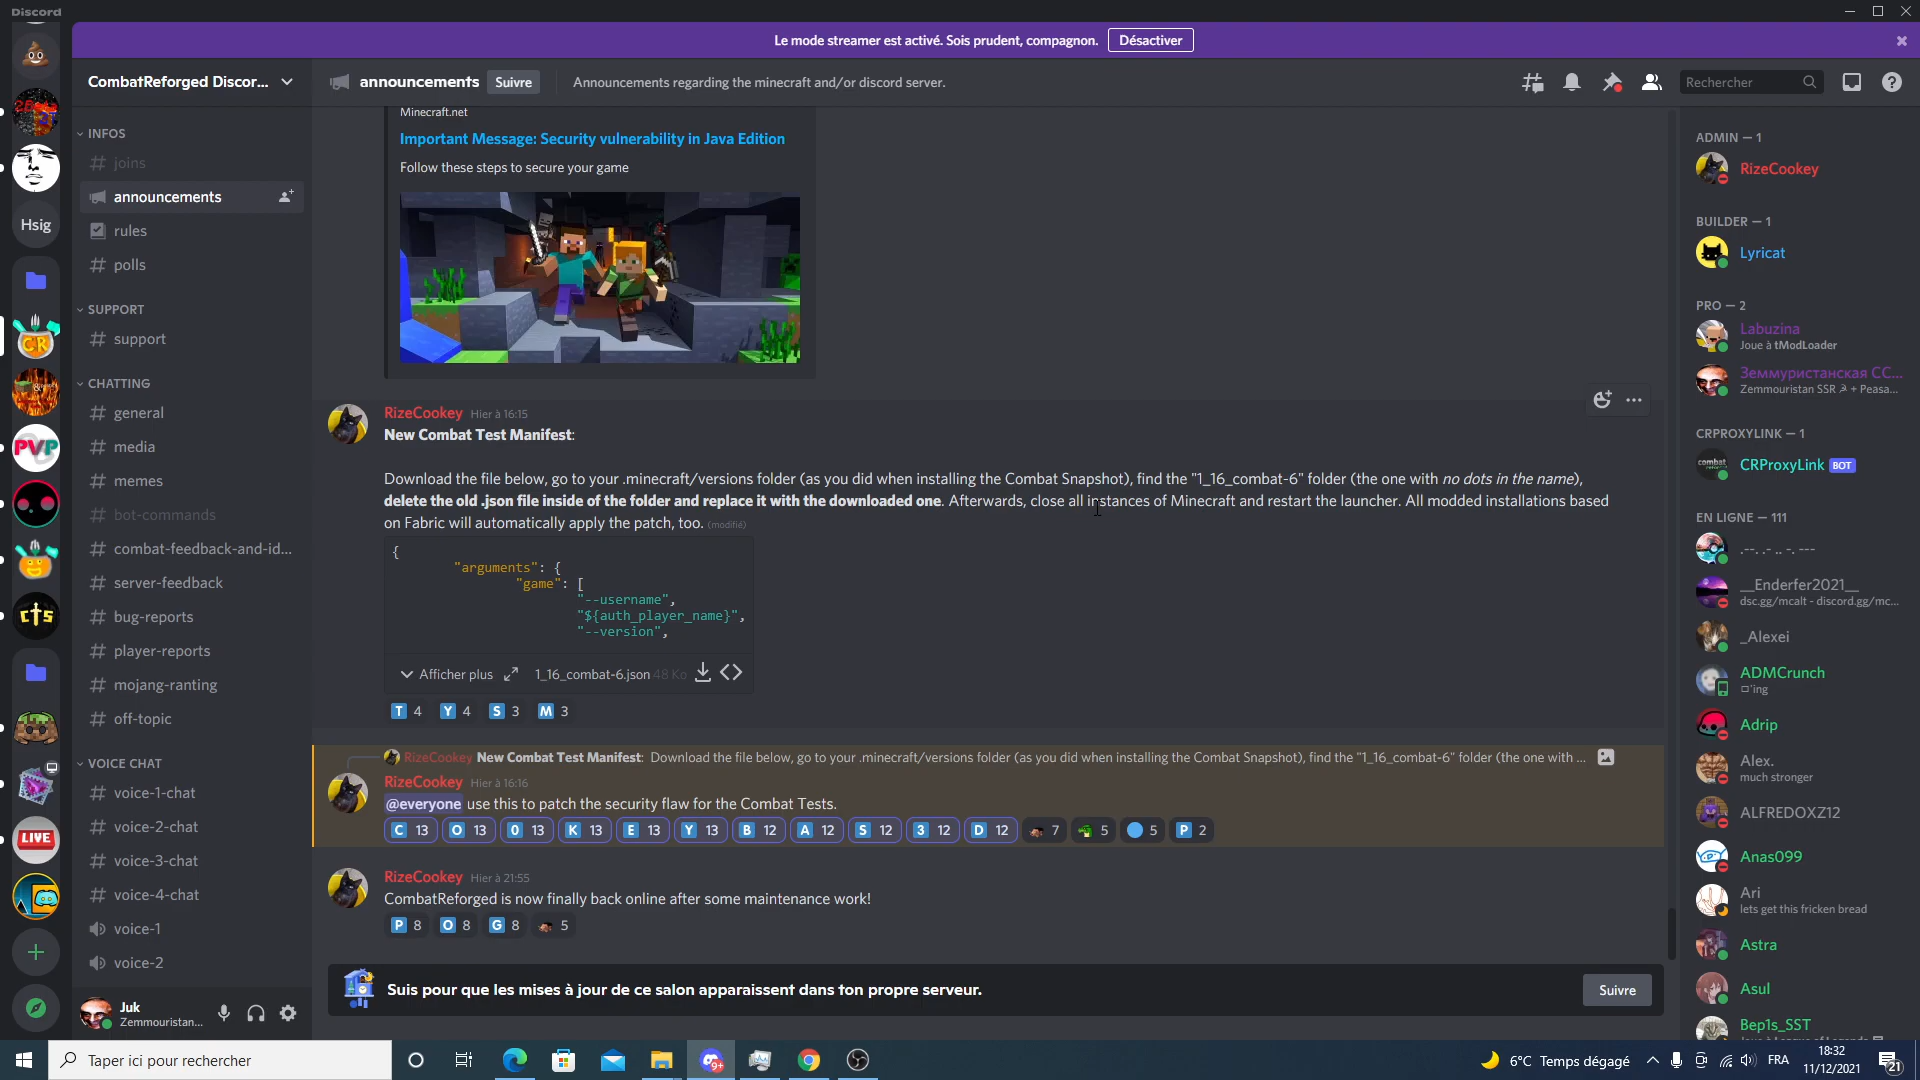 Discord
Le mode streamer est activé. Sois prudent, compagnon.
Désactiver
CombatReforged Discor...
announcements
Suivre
Announcements regarding the minecraft and/or discord server.
Rechercher
Hsig
CR
PVP
cts
LIVE
INFOS
joins
announcements
rules
polls
SUPPORT
support
CHATTING
general
media
memes
bot-commands
combat-feedback-and-id...
server-feedback
bug-reports
player-reports
mojang-ranting
off-topic
VOICE CHAT
voice-1-chat
voice-2-chat
voice-3-chat
voice-4-chat
voice-1
voice-2
Juk
Zemmouristan...
Minecraft.net
Important Message: Security vulnerability in Java Edition
Follow these steps to secure your game
RizeCookey Hier à 16:15
New Combat Test Manifest:
Download the file below, go to your .minecraft/versions folder (as you did when installing the Combat Snapshot), find the "1_16_combat-6" folder (the one with no dots in the name),
delete the old .json file inside of the folder and replace it with the downloaded one. Afterwards, close all instances of Minecraft and restart the launcher. All modded installations based
on Fabric will automatically apply the patch, too. (modifié)
{
"arguments": {
"game": [
"--username",
"${auth_player_name}",
"--version",
Afficher plus
1_16_combat-6.json 48 Ko
T 4 Y 4 S 3 M 3
RizeCookey New Combat Test Manifest: Download the file below, go to your .minecraft/versions folder (as you did when installing the Combat Snapshot), find the "1_16_combat-6" folder (the one with ...
RizeCookey Hier à 16:16
@everyone use this to patch the security flaw for the Combat Tests.
C 13 O 13 0 13 K 13 E 13 Y 13 B 12 A 12 S 12 3 12 D 12 7 5 5 P 2
RizeCookey Hier à 21:55
CombatReforged is now finally back online after some maintenance work!
P 8 O 8 G 8 5
Suis pour que les mises à jour de ce salon apparaissent dans ton propre serveur.
Suivre
ADMIN — 1
RizeCookey
BUILDER — 1
Lyricat
PRO — 2
Labuzina
Joue à tModLoader
Земмуристанская СС...
Zemmouristan SSR ☭ + Peasa...
CRPROXYLINK — 1
CRProxyLink BOT
EN LIGNE — 111
.--. .- .. -. ---
__Enderfer2021__
dsc.gg/mcalt - discord.gg/mc...
_Alexei
ADMCrunch
ㅁ'ing
Adrip
Alex.
much stronger
ALFREDOXZ12
Anas099
Ari
lets get this fricken bread
Astra
Asul
Bep1s_SST
Taper ici pour rechercher
9+
6°C Temps dégagé
FRA
18:32
11/12/2021
21